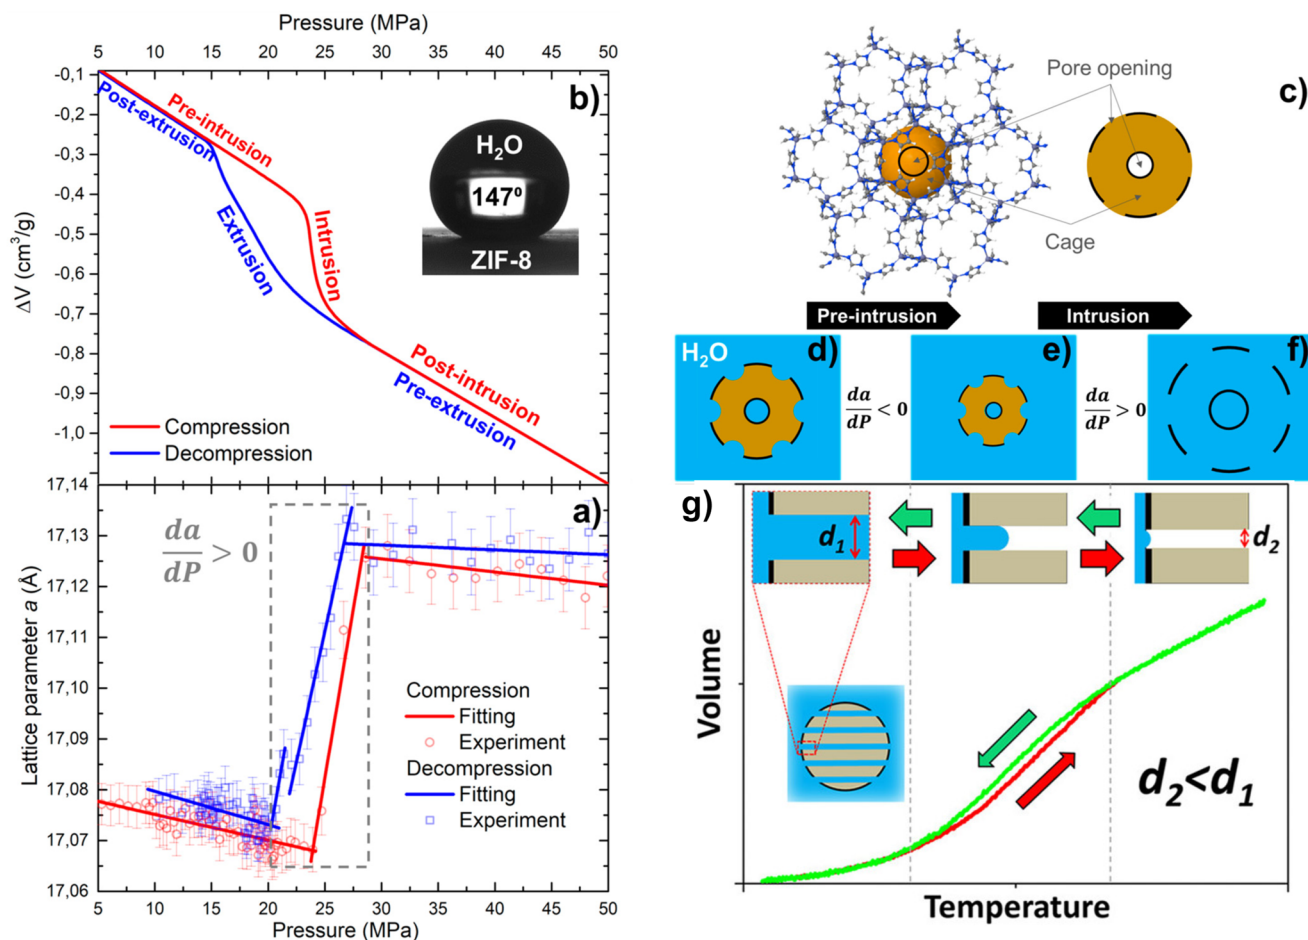 Pressure (MPa)
5 10 15 20 25 30 35 40 45 50
-0,1
-0,2
-0,3
-0,4
-0,5
-0,6
-0,7
-0,8
-0,9
-1,0
ΔV (cm³/g)
b)
Post-extrusion
Pre-intrusion
Extrusion
Intrusion
Post-intrusion
Pre-extrusion
H₂O
147º
ZIF-8
Compression
Decompression
17,14
17,13
17,12
17,11
17,10
17,09
17,08
17,07
17,06
Lattice parameter a (Å)
a)
da/dP > 0
Compression
Fitting
Experiment
Decompression
Fitting
Experiment
5 10 15 20 25 30 35 40 45 50
Pressure (MPa)
c)
Pore opening
Cage
Pre-intrusion
Intrusion
H₂O
d)
da/dP < 0
e)
da/dP > 0
f)
g)
d₁
d₂
d₂<d₁
Volume
Temperature